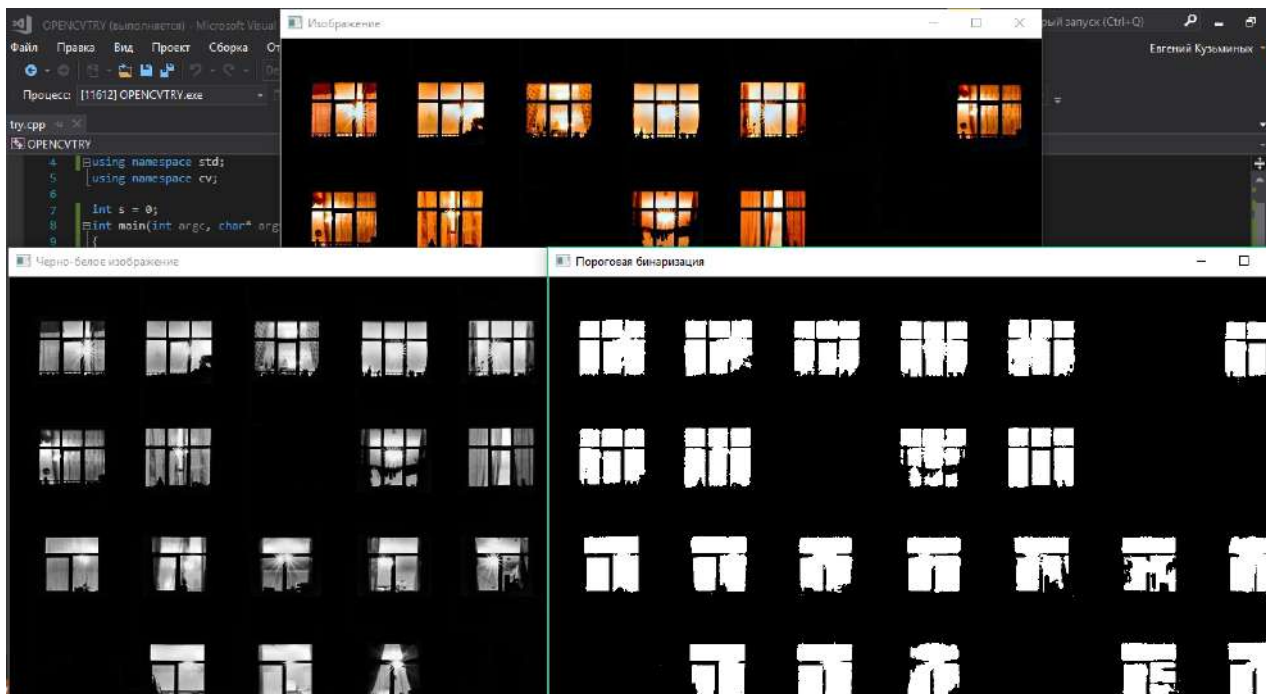 OPENCVTRY (выполняется) - Microsoft Visual
Изображение
рый запуск (Ctrl+Q)
Файл Правка Вид Проект Сборка От
Евгений Кузьминых
Процесс: [11612] OPENCVTRY.exe
try.cpp
OPENCVTRY
4 using namespace std;
5 using namespace cv;
6
7 int s = 0;
8 int main(int argc, char* arg
9 {
Черно-белое изображение
Пороговая бинаризация